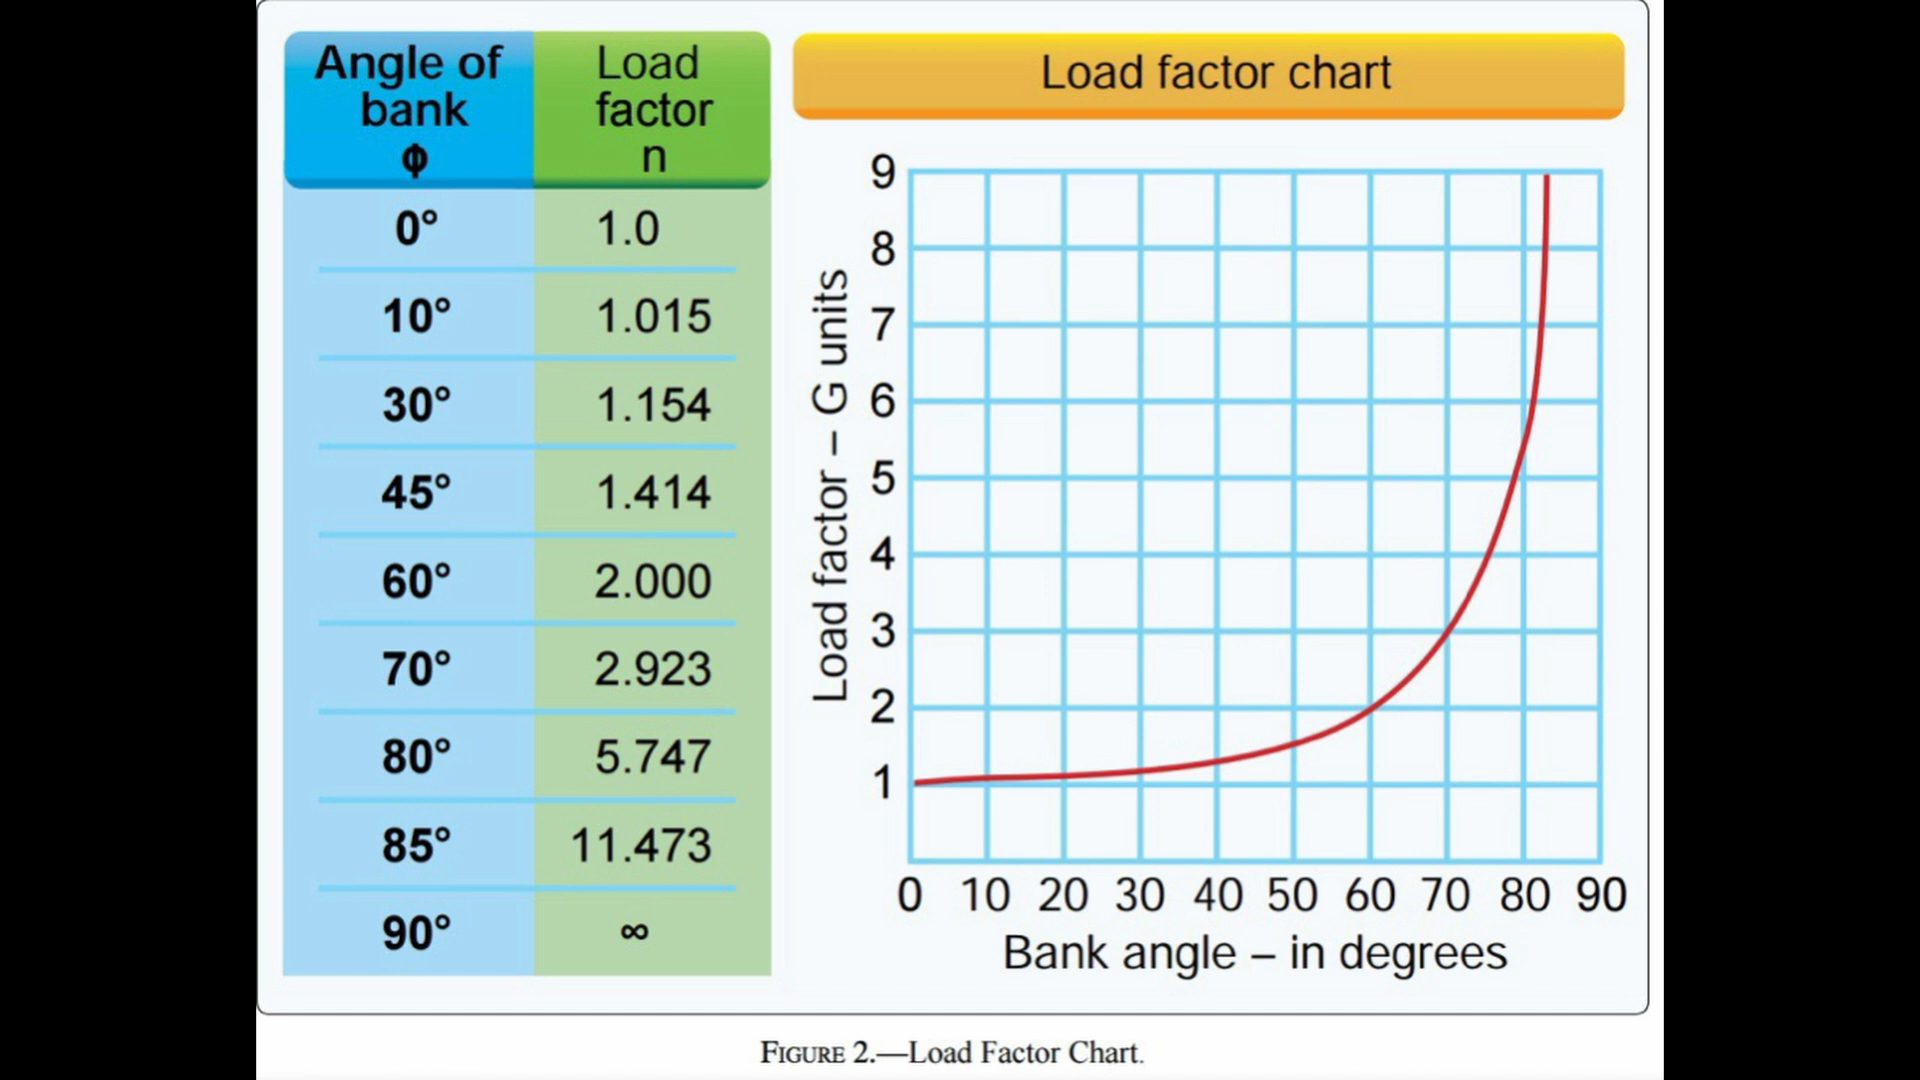 Angle of
bank
ϕ
Load
factor
n
0° 1.0
10° 1.015
30° 1.154
45° 1.414
60° 2.000
70° 2.923
80° 5.747
85° 11.473
90° ∞
Load factor chart
Load factor – G units
9
8
7
6
5
4
3
2
1
0 10 20 30 40 50 60 70 80 90
Bank angle – in degrees
FIGURE 2.—Load Factor Chart.